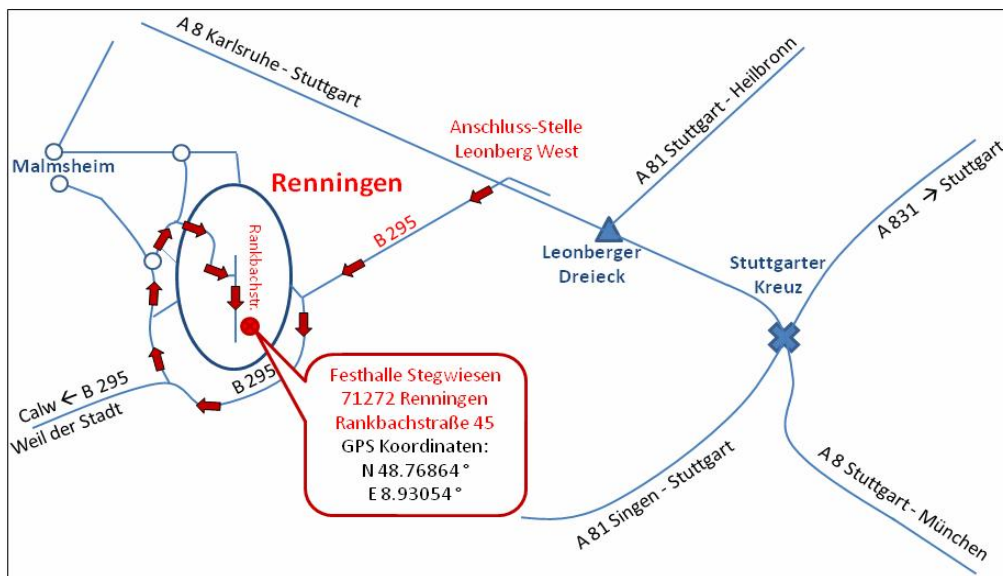 A 8 Karlsruhe - Stuttgart
A 81 Stuttgart - Heilbronn
Anschluss-Stelle
Leonberg West
A 831 → Stuttgart
Malmsheim
Renningen
Rankbachstr.
B 295
Leonberger
Dreieck
Stuttgarter
Kreuz
B 295
Calw ← B 295
Weil der Stadt
Festhalle Stegwiesen
71272 Renningen
Rankbachstraße 45
GPS Koordinaten:
N 48.76864 °
E 8.93054 °
A 81 Singen - Stuttgart
A 8 Stuttgart - München